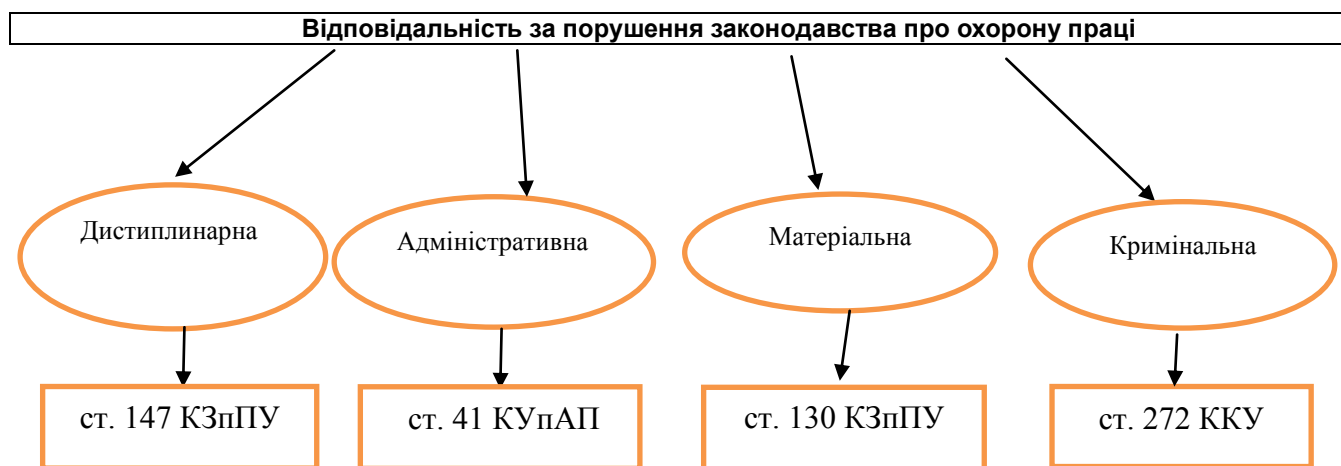 Відповідальність за порушення законодавства про охорону праці
Дистиплинарна
Адміністративна
Матеріальна
Кримінальна
ст. 147 КЗпПУ
ст. 41 КУпАП
ст. 130 КЗпПУ
ст. 272 ККУ